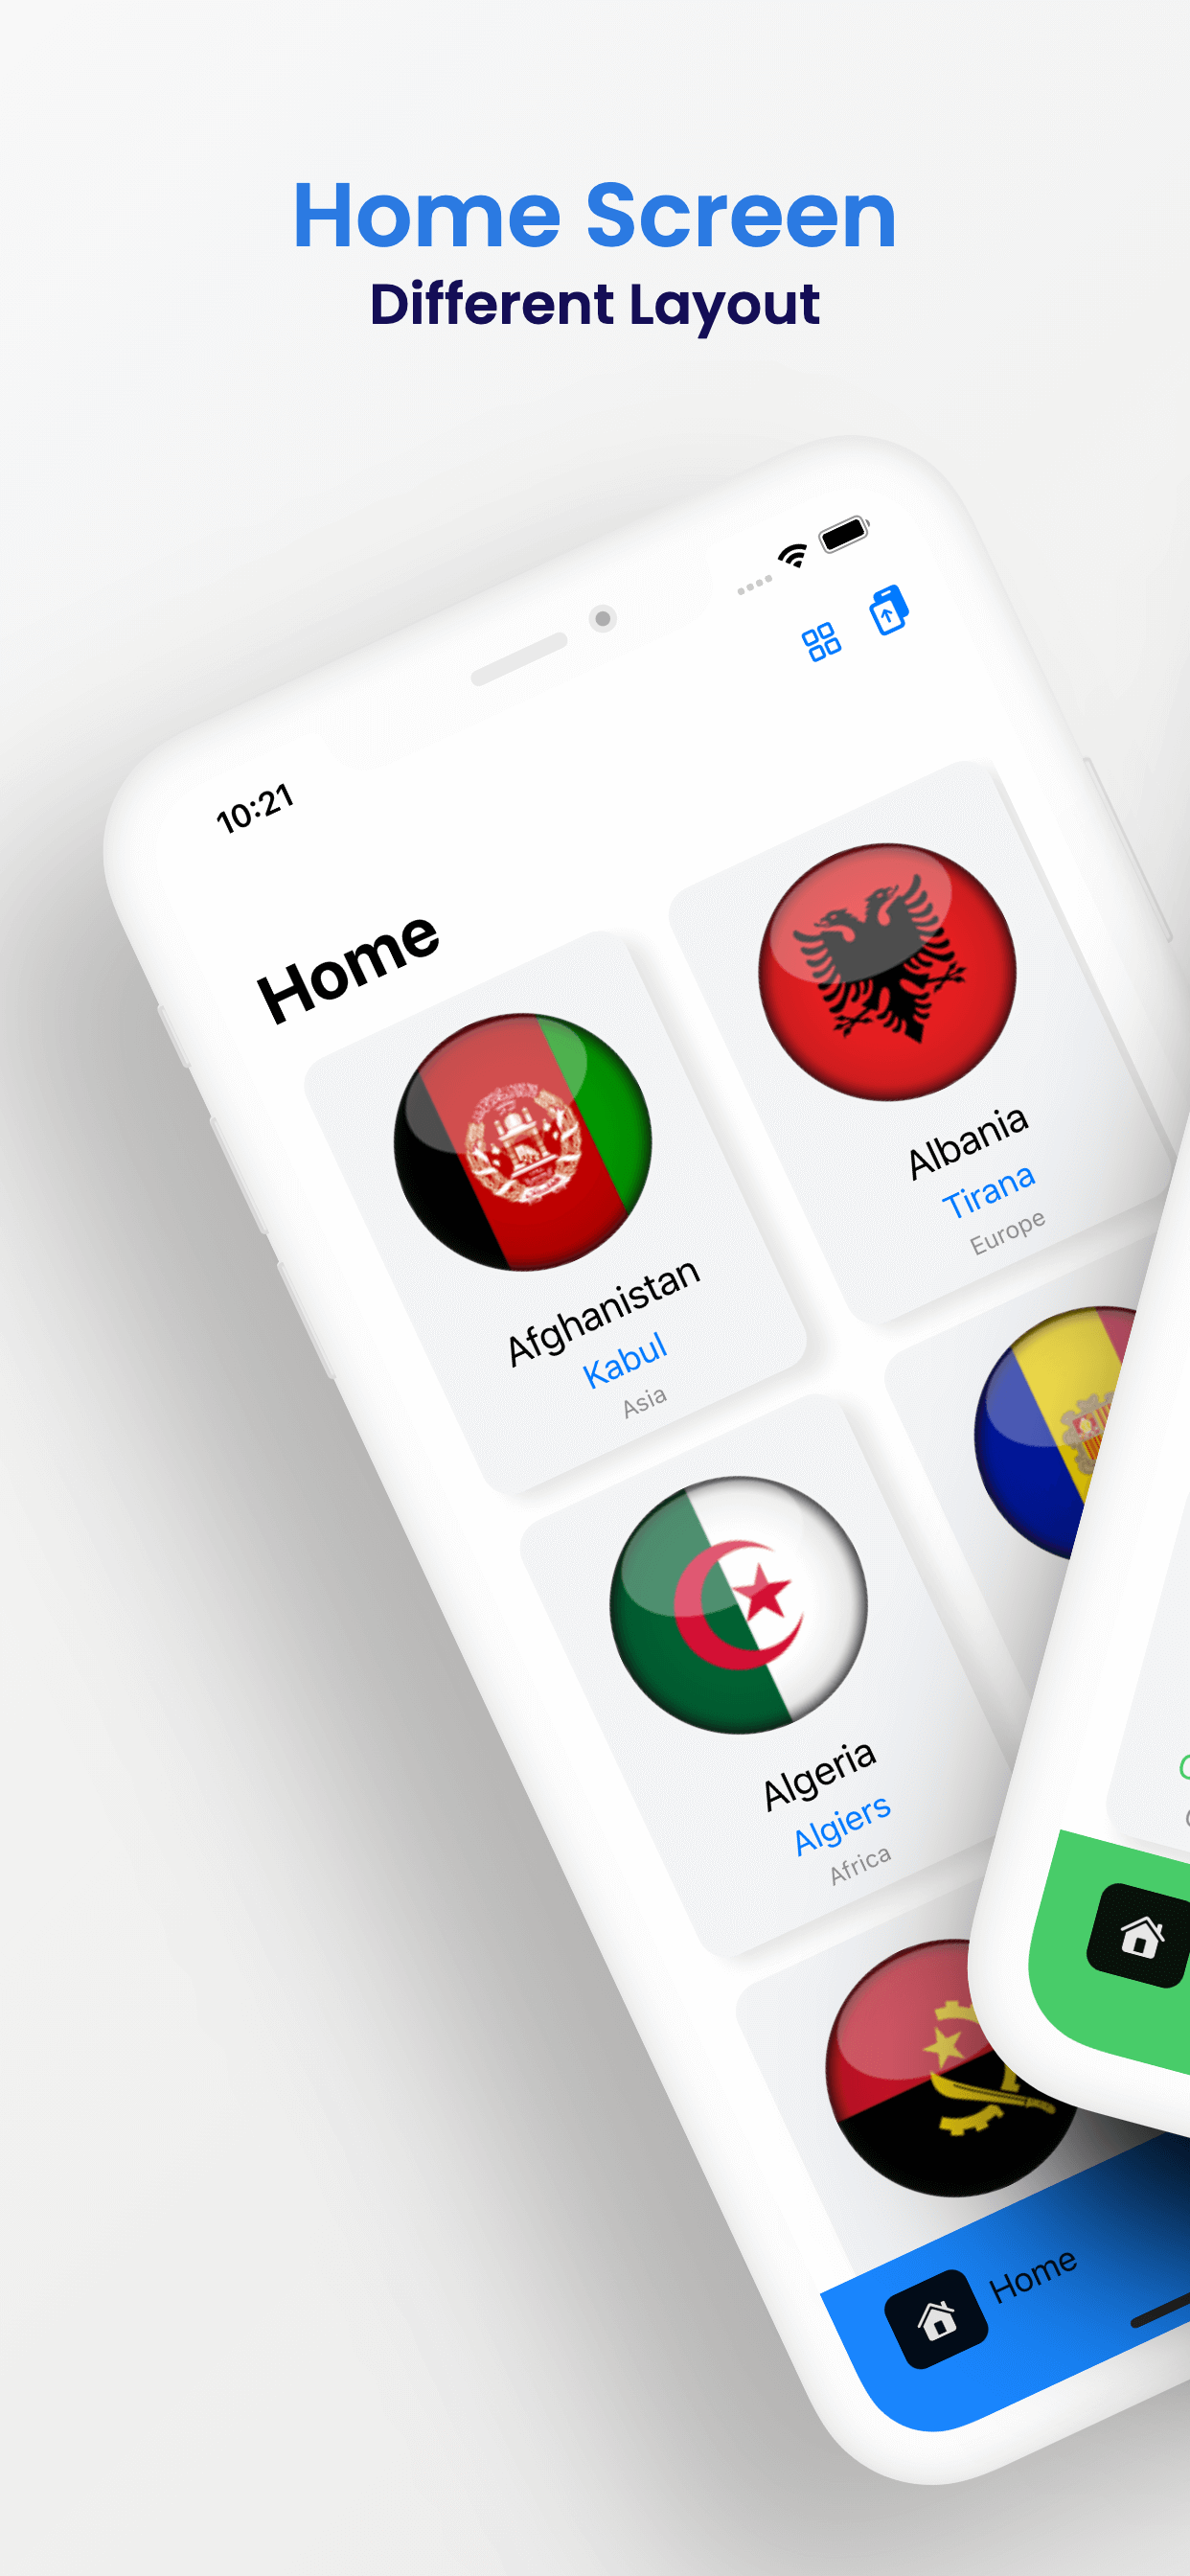 Home Screen
Different Layout
10:21
Home
Afghanistan
Kabul
Asia
Albania
Tirana
Europe
Algeria
Algiers
Africa
Home